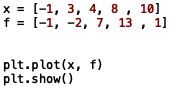 x = [-1, 3, 4, 8 , 10]
f = [-1, -2, 7, 13 , 1]
plt.plot(x, f)
plt.show()